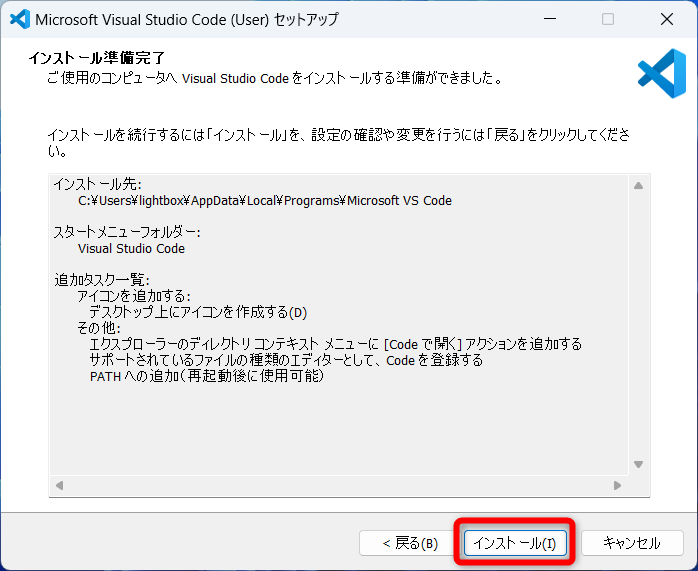 Microsoft Visual Studio Code (User) セットアップ
インストール準備完了
ご使用のコンピュータへ Visual Studio Code をインストールする準備ができました。
インストールを続行するには「インストール」を、設定の確認や変更を行うには「戻る」をクリックしてくださ
い。
インストール先:
C:¥Users¥lightbox¥AppData¥Local¥Programs¥Microsoft VS Code
スタートメニューフォルダー:
Visual Studio Code
追加タスク一覧:
アイコンを追加する:
デスクトップ上にアイコンを作成する(D)
その他:
エクスプローラーのディレクトリ コンテキスト メニューに [Code で開く] アクションを追加する
サポートされているファイルの種類のエディターとして、Code を登録する
PATH への追加(再起動後に使用可能)
< 戻る(B)
インストール(I)
キャンセル